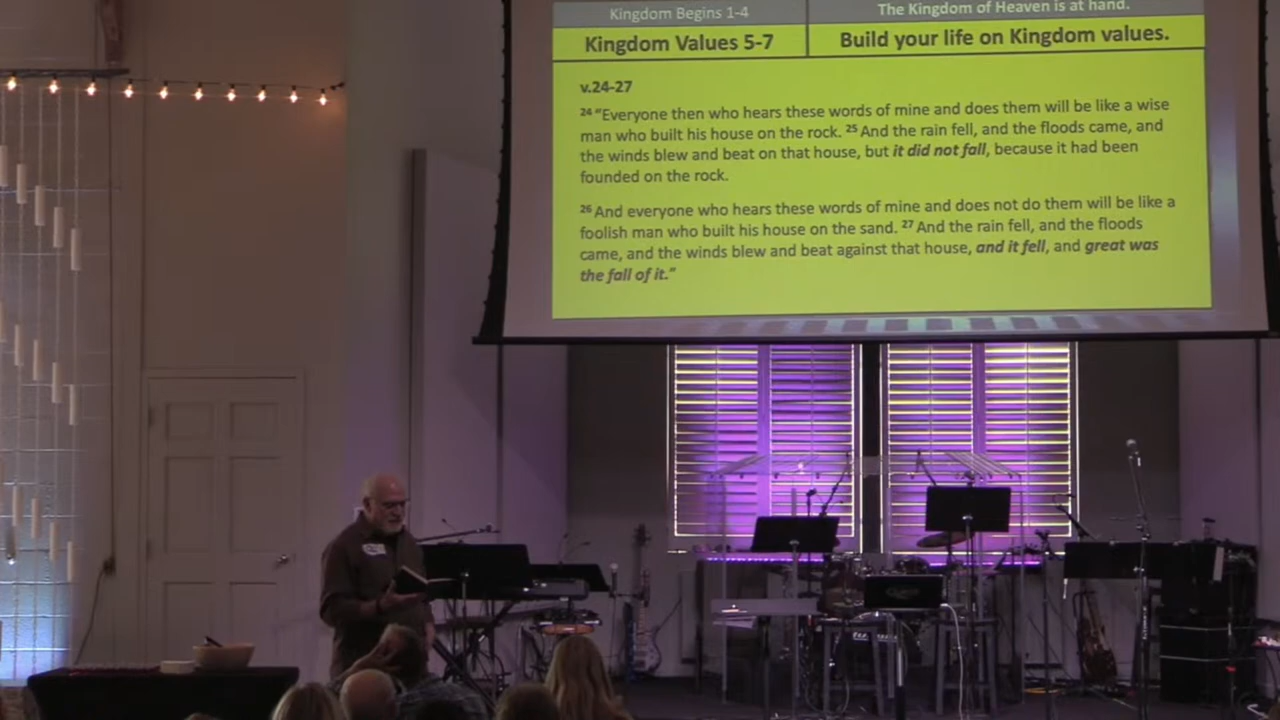 Kingdom Begins 1-4
The Kingdom of Heaven is at hand.
Kingdom Values 5-7
Build your life on Kingdom values.
v.24-27
24 “Everyone then who hears these words of mine and does them will be like a wise
man who built his house on the rock. 25 And the rain fell, and the floods came, and
the winds blew and beat on that house, but it did not fall, because it had been
founded on the rock.
26 And everyone who hears these words of mine and does not do them will be like a
foolish man who built his house on the sand. 27 And the rain fell, and the floods
came, and the winds blew and beat against that house, and it fell, and great was
the fall of it.”